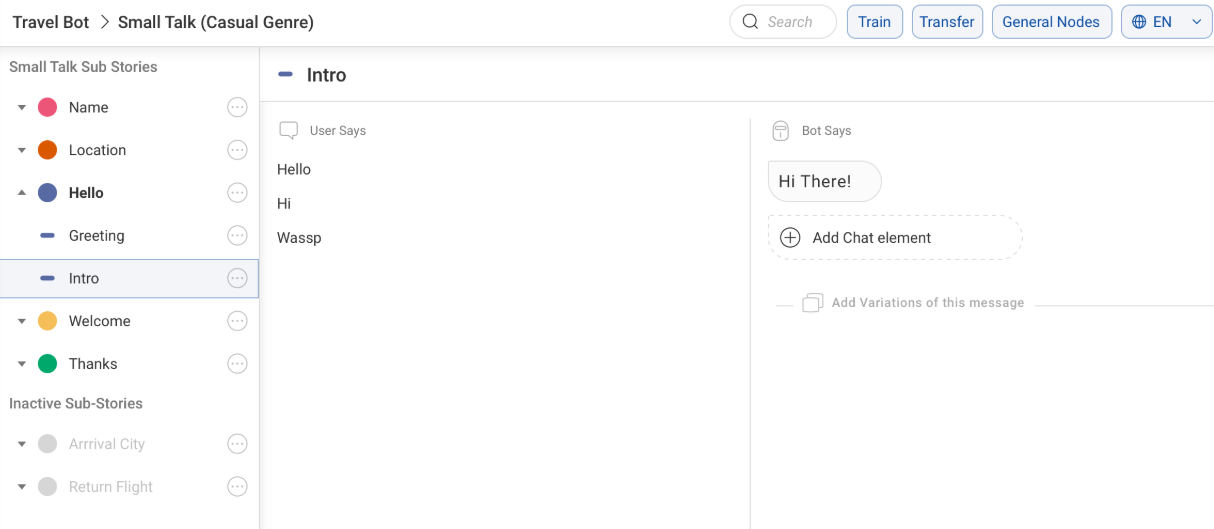 Travel Bot > Small Talk (Casual Genre)
Search
Train
Transfer
General Nodes
EN
Small Talk Sub Stories
Name
Location
Hello
Greeting
Intro
Welcome
Thanks
Inactive Sub-Stories
Arrrival City
Return Flight
Intro
User Says
Hello
Hi
Wassp
Bot Says
Hi There!
Add Chat element
Add Variations of this message